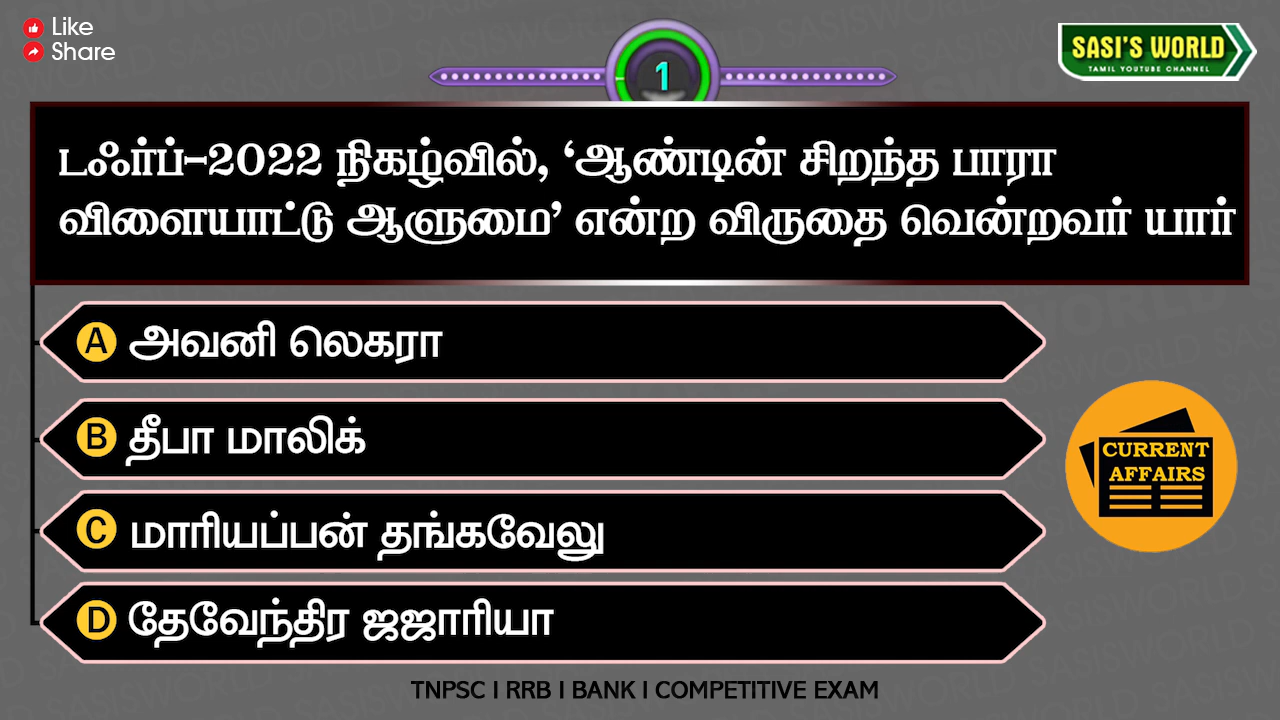 Like
Share
1
SASI'S WORLD
TAMIL YOUTUBE CHANNEL
டஃர்ப்-2022 நிகழ்வில், ‘ஆண்டின் சிறந்த பாரா
விளையாட்டு ஆளுமை’ என்ற விருதை வென்றவர் யார்
A அவனி லெகரா
B தீபா மாலிக்
C மாரியப்பன் தங்கவேலு
D தேவேந்திர ஜஜாரியா
CURRENT
AFFAIRS
TNPSC I RRB I BANK I COMPETITIVE EXAM